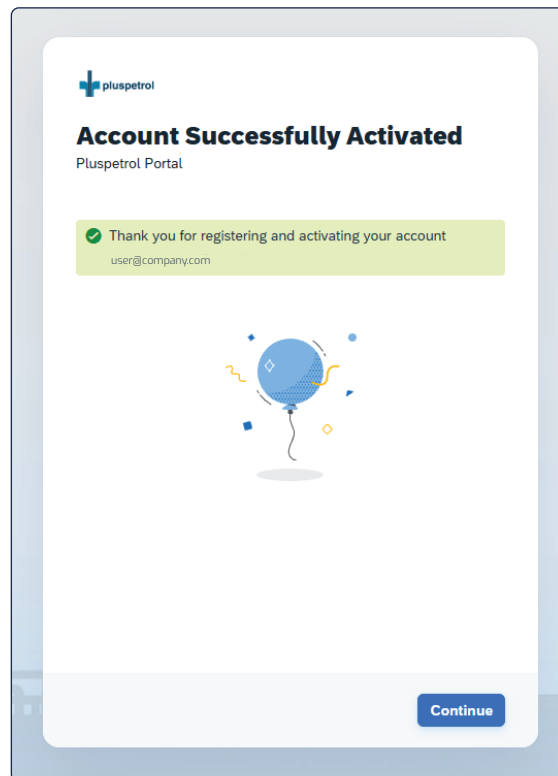 pluspetrol
Account Successfully Activated
Pluspetrol Portal
Thank you for registering and activating your account
user@company.com
Continue